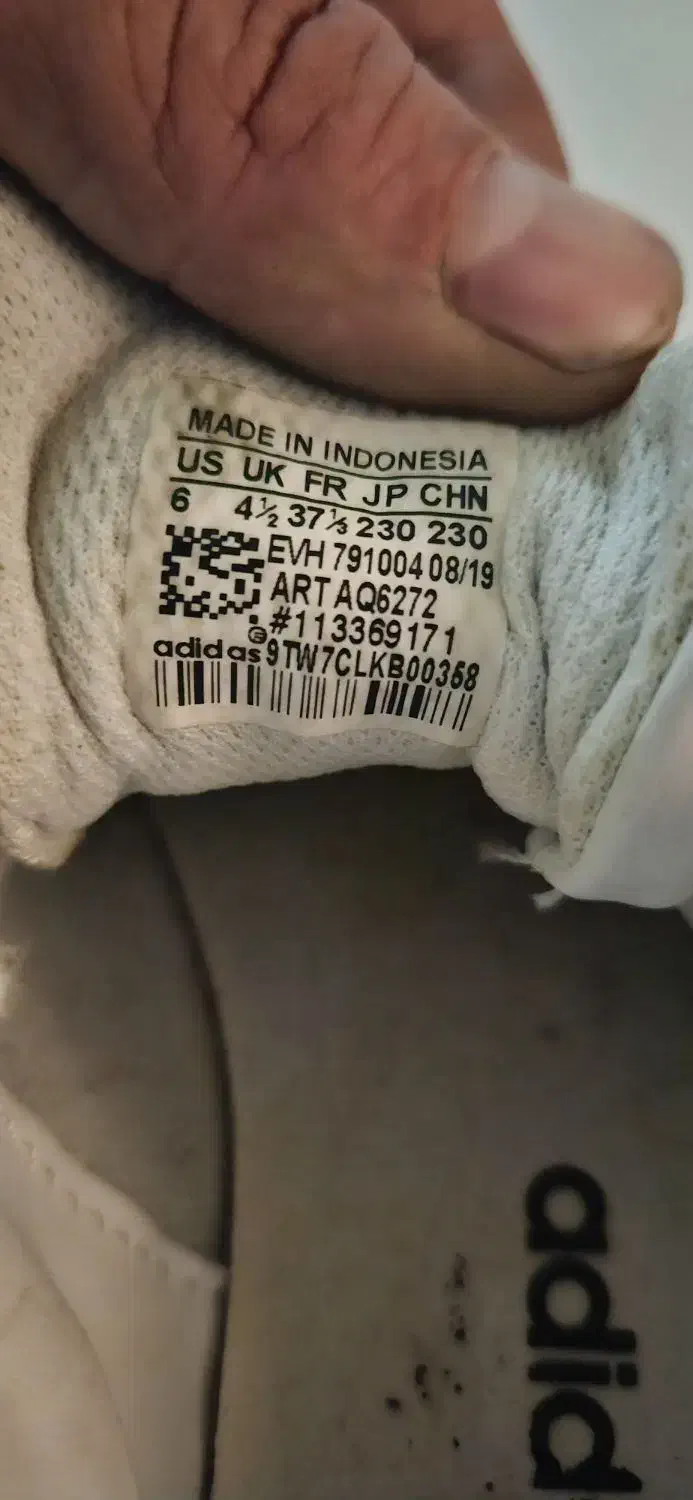 MADE IN INDONESIA
US UK FR JP CHN
6 4½ 37⅓ 230 230
EVH 791004 08/19
ART AQ6272
#113369171
adidas 9TW7CLKB00368
adid